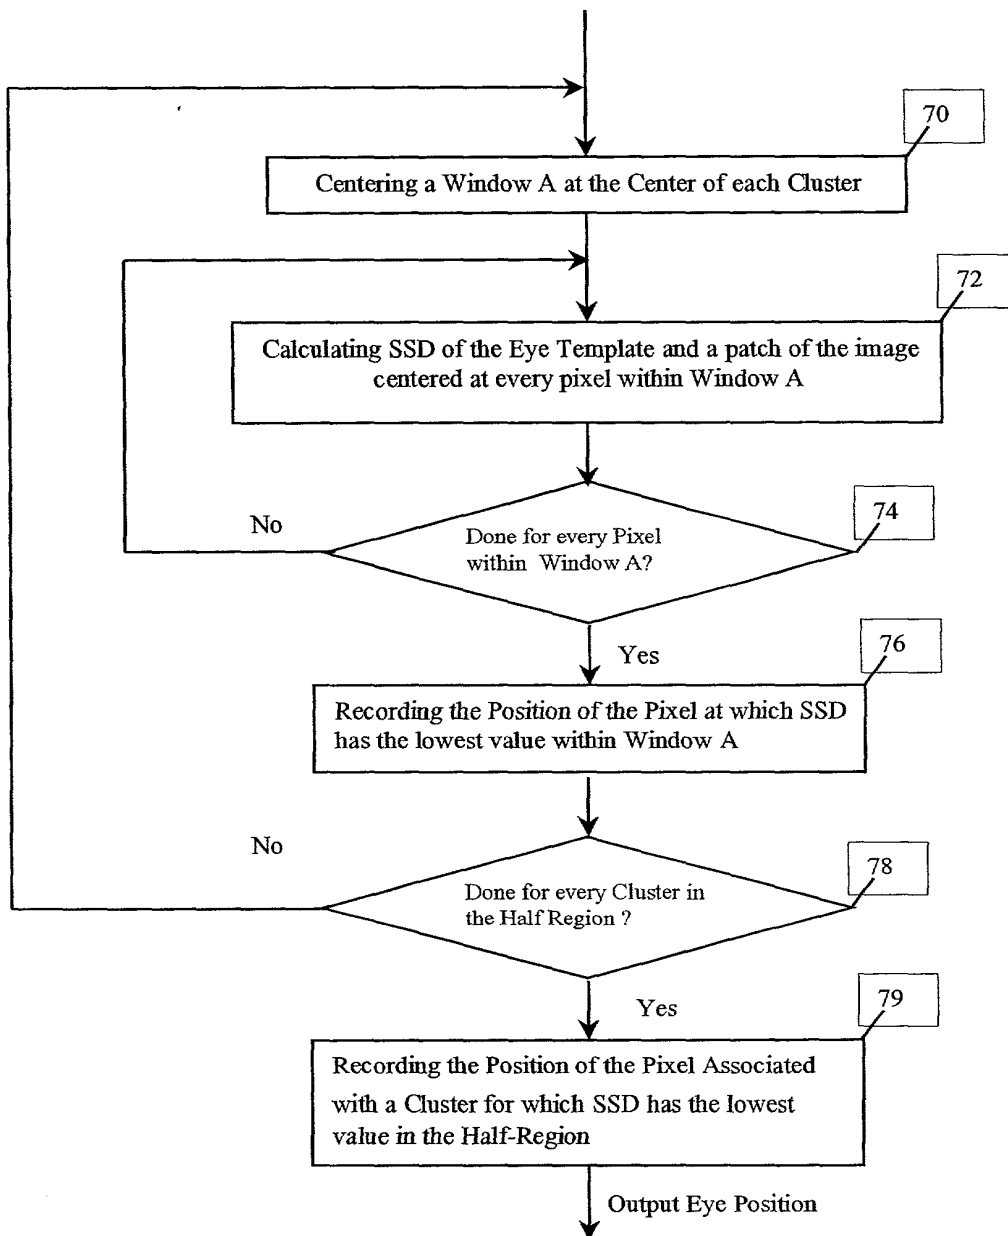 70
Centering a Window A at the Center of each Cluster
72
Calculating SSD of the Eye Template and a patch of the image
centered at every pixel within Window A
No
74
Done for every Pixel
within Window A?
Yes
76
Recording the Position of the Pixel at which SSD
has the lowest value within Window A
No
78
Done for every Cluster in
the Half Region ?
Yes
79
Recording the Position of the Pixel Associated
with a Cluster for which SSD has the lowest
value in the Half-Region
Output Eye Position